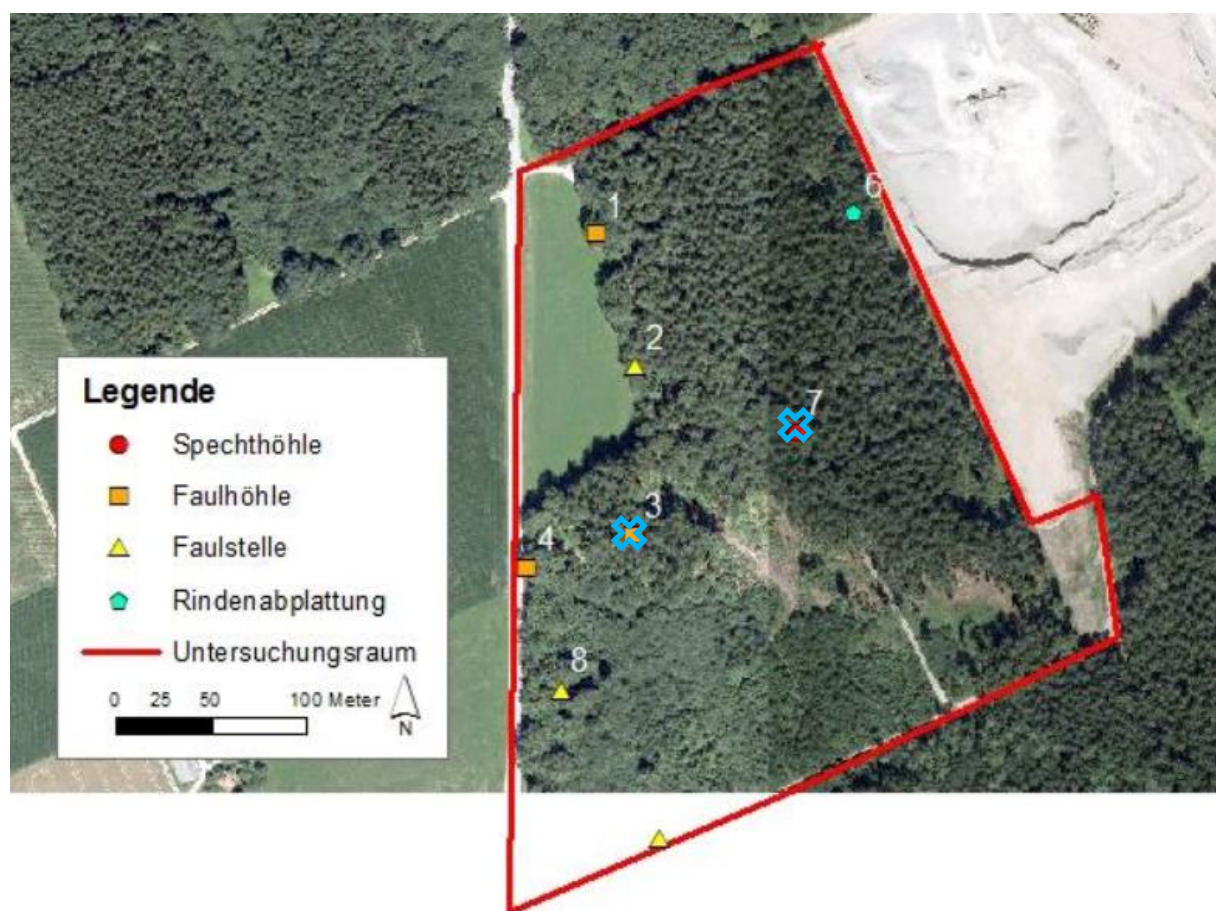 6
1
2
7
3
4
8
Legende
Spechthöhle
Faulhöhle
Faulstelle
Rindenabplattung
Untersuchungsraum
0 25 50 100 Meter
N